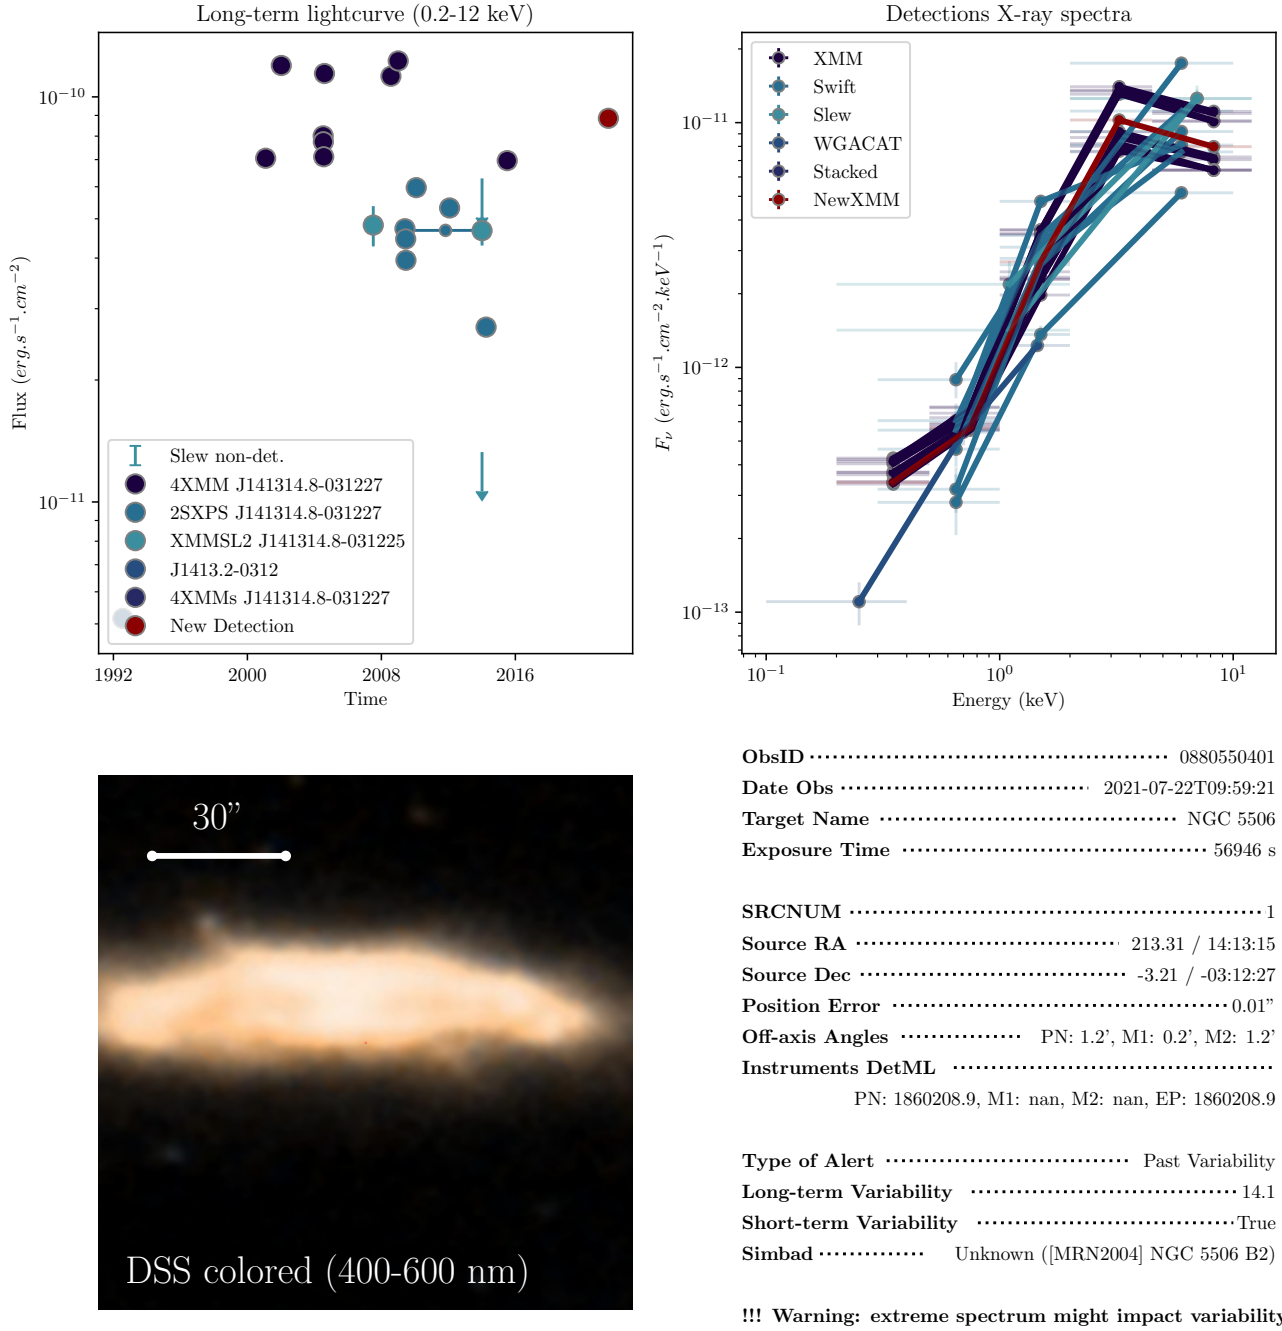 Long-term lightcurve (0.2-12 keV)
Flux (erg.s−1.cm−2)
10−10
10−11
1992 2000 2008 2016
Time
Slew non-det.
4XMM J141314.8-031227
2SXPS J141314.8-031227
XMMSL2 J141314.8-031225
J1413.2-0312
4XMMs J141314.8-031227
New Detection
Detections X-ray spectra
Fν (erg.s−1.cm−2.keV−1)
10−11
10−12
10−13
10−1 100 101
Energy (keV)
XMM
Swift
Slew
WGACAT
Stacked
NewXMM
30”
DSS colored (400-600 nm)
ObsID 0880550401
Date Obs 2021-07-22T09:59:21
Target Name NGC 5506
Exposure Time 56946 s
SRCNUM 1
Source RA 213.31 / 14:13:15
Source Dec -3.21 / -03:12:27
Position Error 0.01”
Off-axis Angles PN: 1.2’, M1: 0.2’, M2: 1.2’
Instruments DetML
PN: 1860208.9, M1: nan, M2: nan, EP: 1860208.9
Type of Alert Past Variability
Long-term Variability 14.1
Short-term Variability True
Simbad Unknown ([MRN2004] NGC 5506 B2)
!!! Warning: extreme spectrum might impact variability